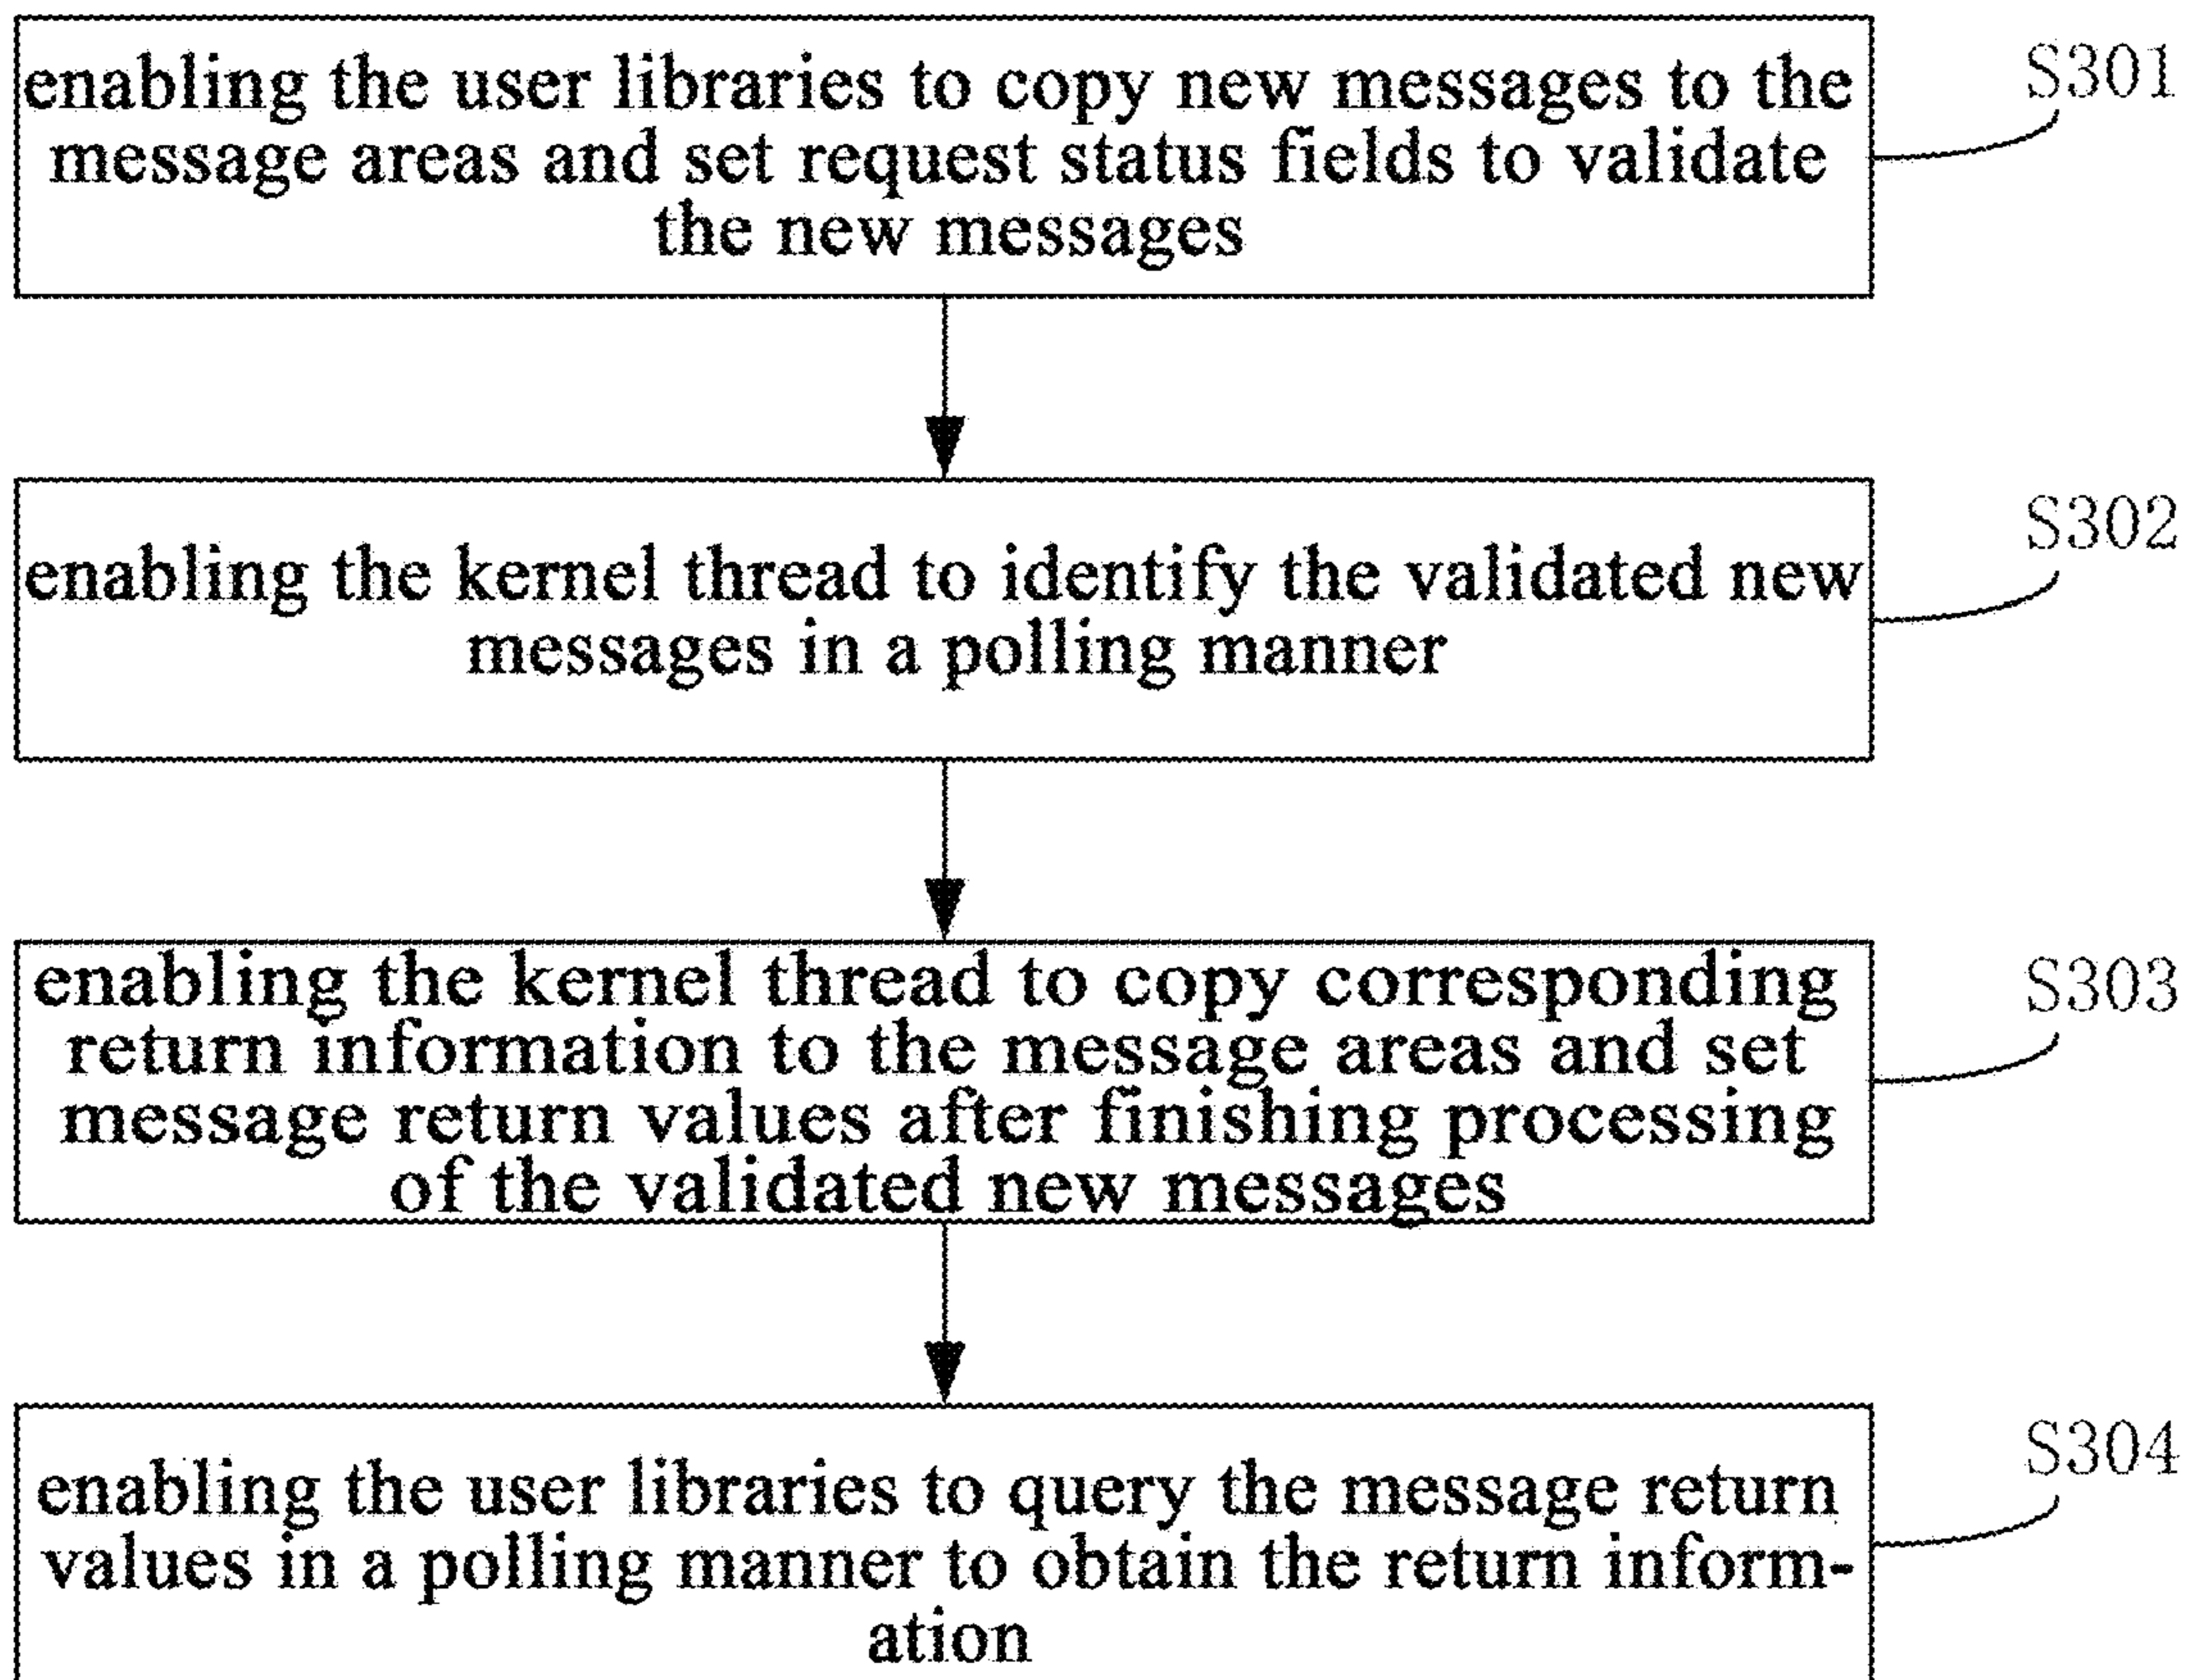 enabling the user libraries to copy new messages to the
message areas and set request status fields to validate
the new messages
S301
enabling the kernel thread to identify the validated new
messages in a polling manner
S302
enabling the kernel thread to copy corresponding
return information to the message areas and set
message return values after finishing processing
of the validated new messages
S303
enabling the user libraries to query the message return
values in a polling manner to obtain the return inform-
ation
S304